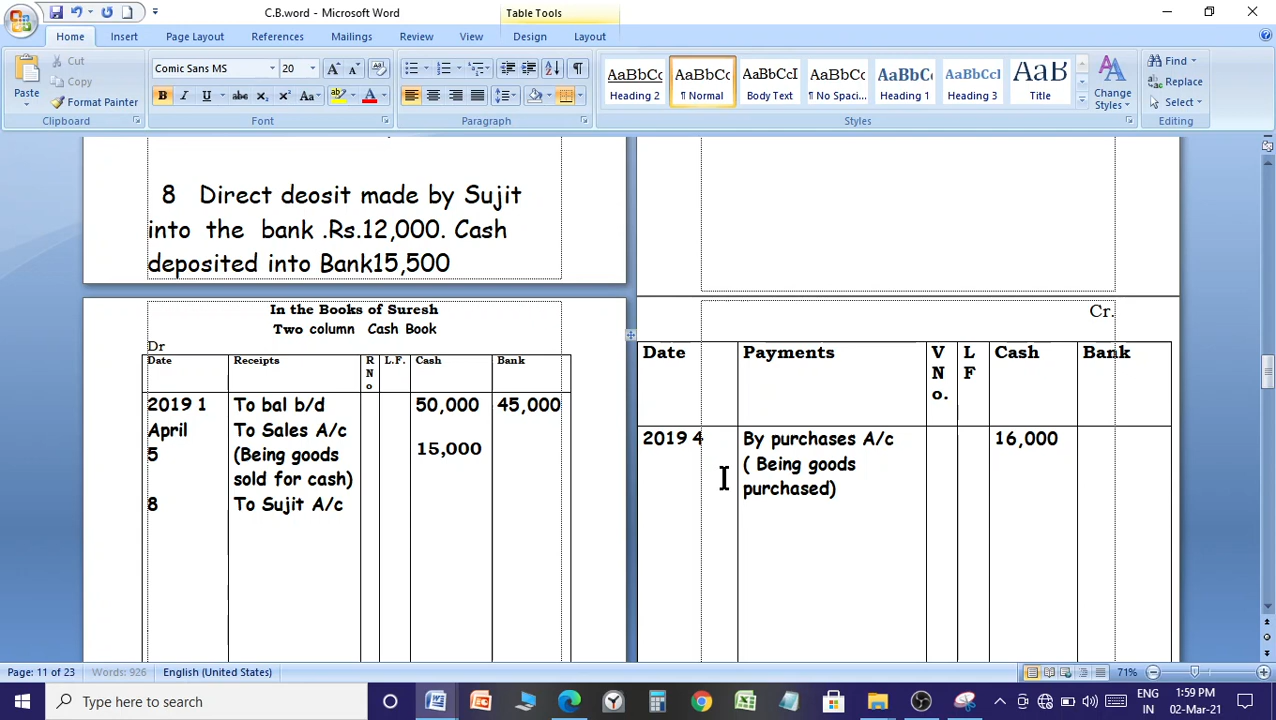 C.B.word - Microsoft Word
Table Tools
Home
Insert
Page Layout
References
Mailings
Review
View
Design
Layout
Paste
Cut
Copy
Format Painter
Clipboard
Comic Sans MS
20
Font
Paragraph
AaBbCc
Heading 2
AaBbCc
¶ Normal
AaBbCcI
Body Text
AaBbCc
¶ No Spaci...
AaBbCc
Heading 1
AaBbCcI
Heading 3
AaB
Title
Change
Styles
Styles
Find
Replace
Select
Editing
8 Direct deosit made by Sujit
into the bank .Rs.12,000. Cash
deposited into Bank15,500
In the Books of Suresh
Two column Cash Book
Dr
Date Receipts R N o L.F. Cash Bank
2019 1 To bal b/d 50,000 45,000
April To Sales A/c
5 (Being goods 15,000
sold for cash)
8 To Sujit A/c
Cr.
Date Payments V N o. L F Cash Bank
2019 4 By purchases A/c 16,000
( Being goods
purchased)
Page: 11 of 23
Words: 926
English (United States)
71%
Type here to search
ENG
IN
1:59 PM
02-Mar-21